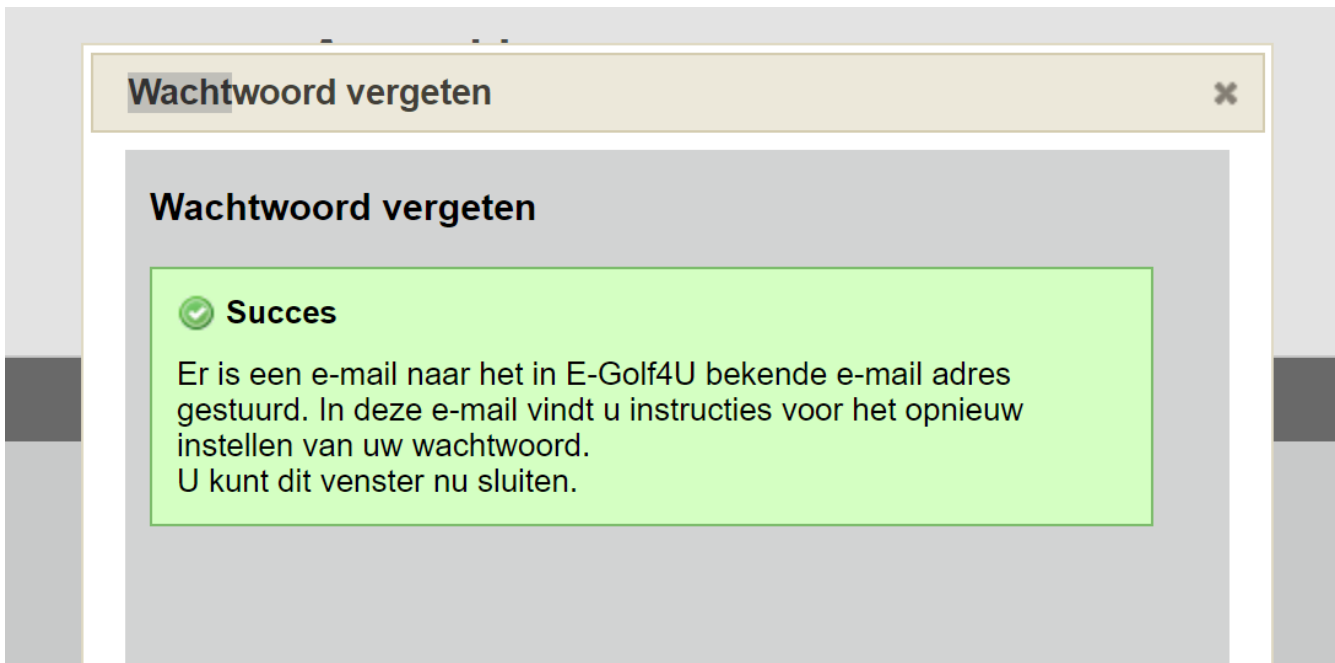 Wachtwoord vergeten
Wachtwoord vergeten
Succes
Er is een e-mail naar het in E-Golf4U bekende e-mail adres
gestuurd. In deze e-mail vindt u instructies voor het opnieuw
instellen van uw wachtwoord.
U kunt dit venster nu sluiten.